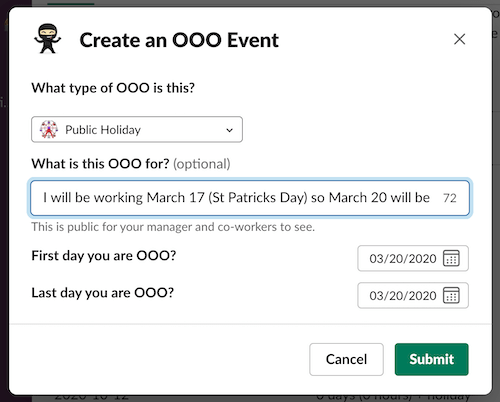 Create an OOO Event
What type of OOO is this?
Public Holiday
What is this OOO for? (optional)
I will be working March 17 (St Patricks Day) so March 20 will be 72
This is public for your manager and co-workers to see.
First day you are OOO? 03/20/2020
Last day you are OOO? 03/20/2020
Cancel Submit